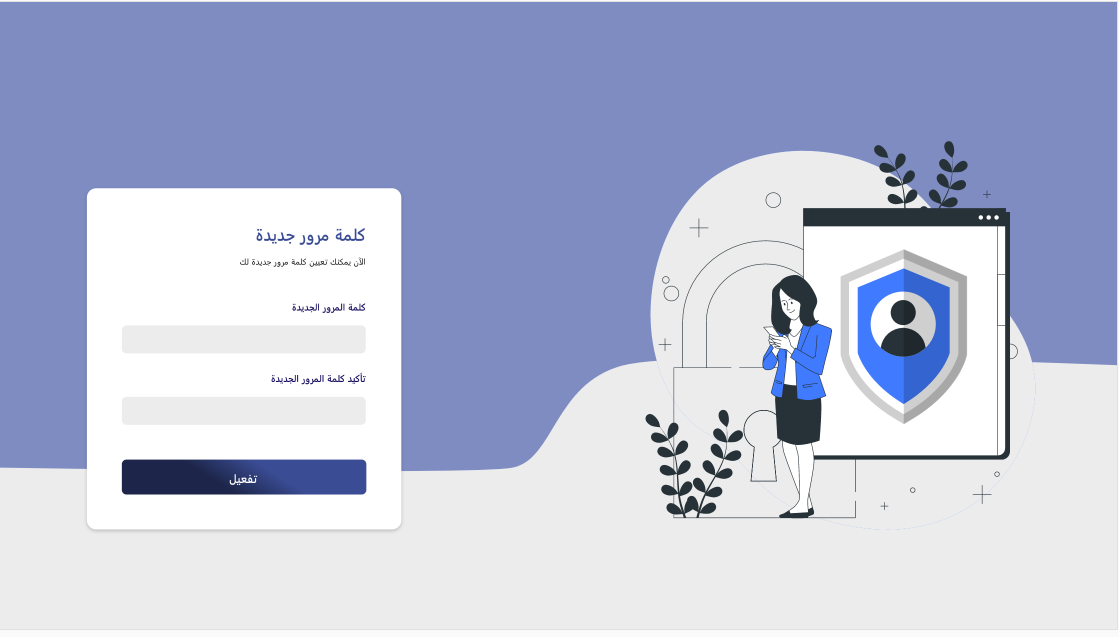 كلمة مرور جديدة
الآن يمكنك تعيين كلمة مرور جديدة لك
كلمة المرور الجديدة
تأكيد كلمة المرور الجديدة
تفعيل